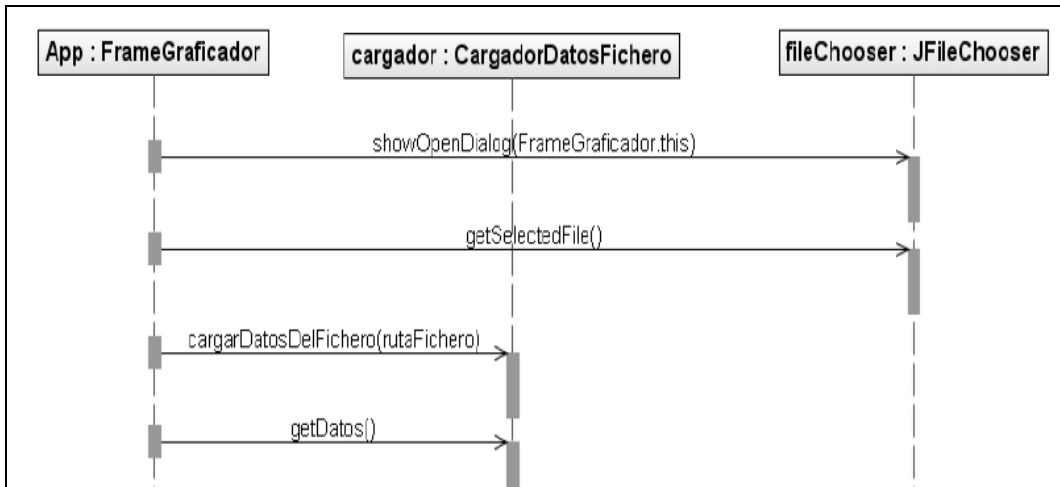 App : FrameGraficador
cargador : CargadorDatosFichero
fileChooser : JFileChooser
showOpenDialog(FrameGraficador.this)
getSelectedFile()
cargarDatosDelFichero(rutaFichero)
getDatos()